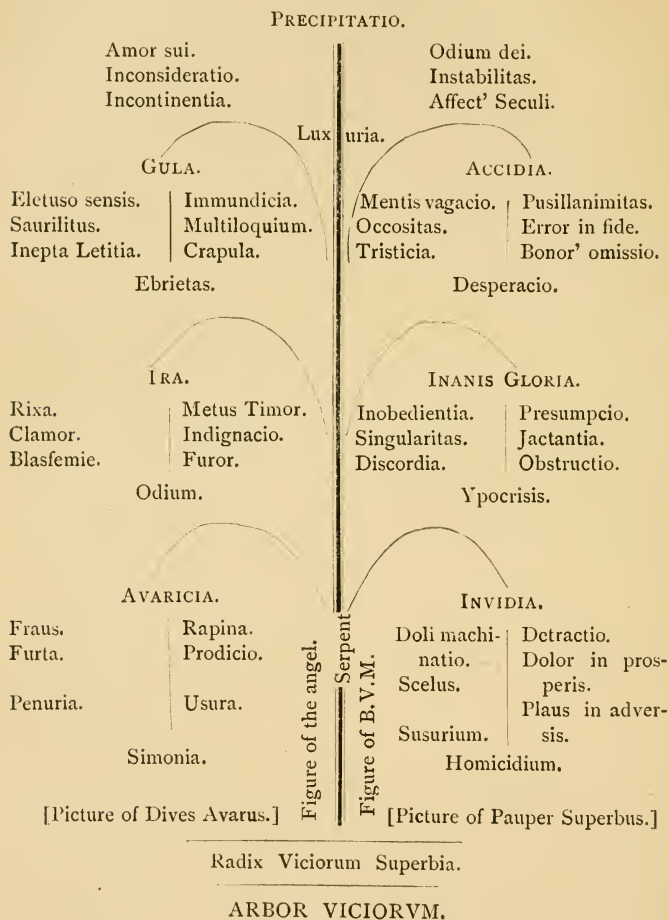 PRECIPITATIO.
Amor sui.
Inconsideratio.
Incontinentia.
Odium dei.
Instabilitas.
Affect' Seculi.
Lux uria.
GULA.
Eletuso sensis.
Saurilitus.
Inepta Letitia.
Immundicia.
Multiloquium.
Crapula.
Ebrietas.
ACCIDIA.
Mentis vagacio.
Occositas.
Tristicia.
Pusillanimitas.
Error in fide.
Bonor' omissio.
Desperacio.
IRA.
Rixa.
Clamor.
Blasfemie.
Metus Timor.
Indignacio.
Furor.
Odium.
INANIS GLORIA.
Inobedientia.
Singularitas.
Discordia.
Presumpcio.
Jactantia.
Obstructio.
Ypocrisis.
AVARICIA.
Fraus.
Furta.
Penuria.
Rapina.
Prodicio.
Usura.
Simonia.
Figure of the angel.
Serpent
Figure of B.V.M.
INVIDIA.
Doli machi-
natio.
Scelus.
Susurium.
Detractio.
Dolor in pros-
peris.
Plaus in adver-
sis.
Homicidium.
[Picture of Dives Avarus.]
[Picture of Pauper Superbus.]
Radix Viciorum Superbia.
ARBOR VICIORVM.